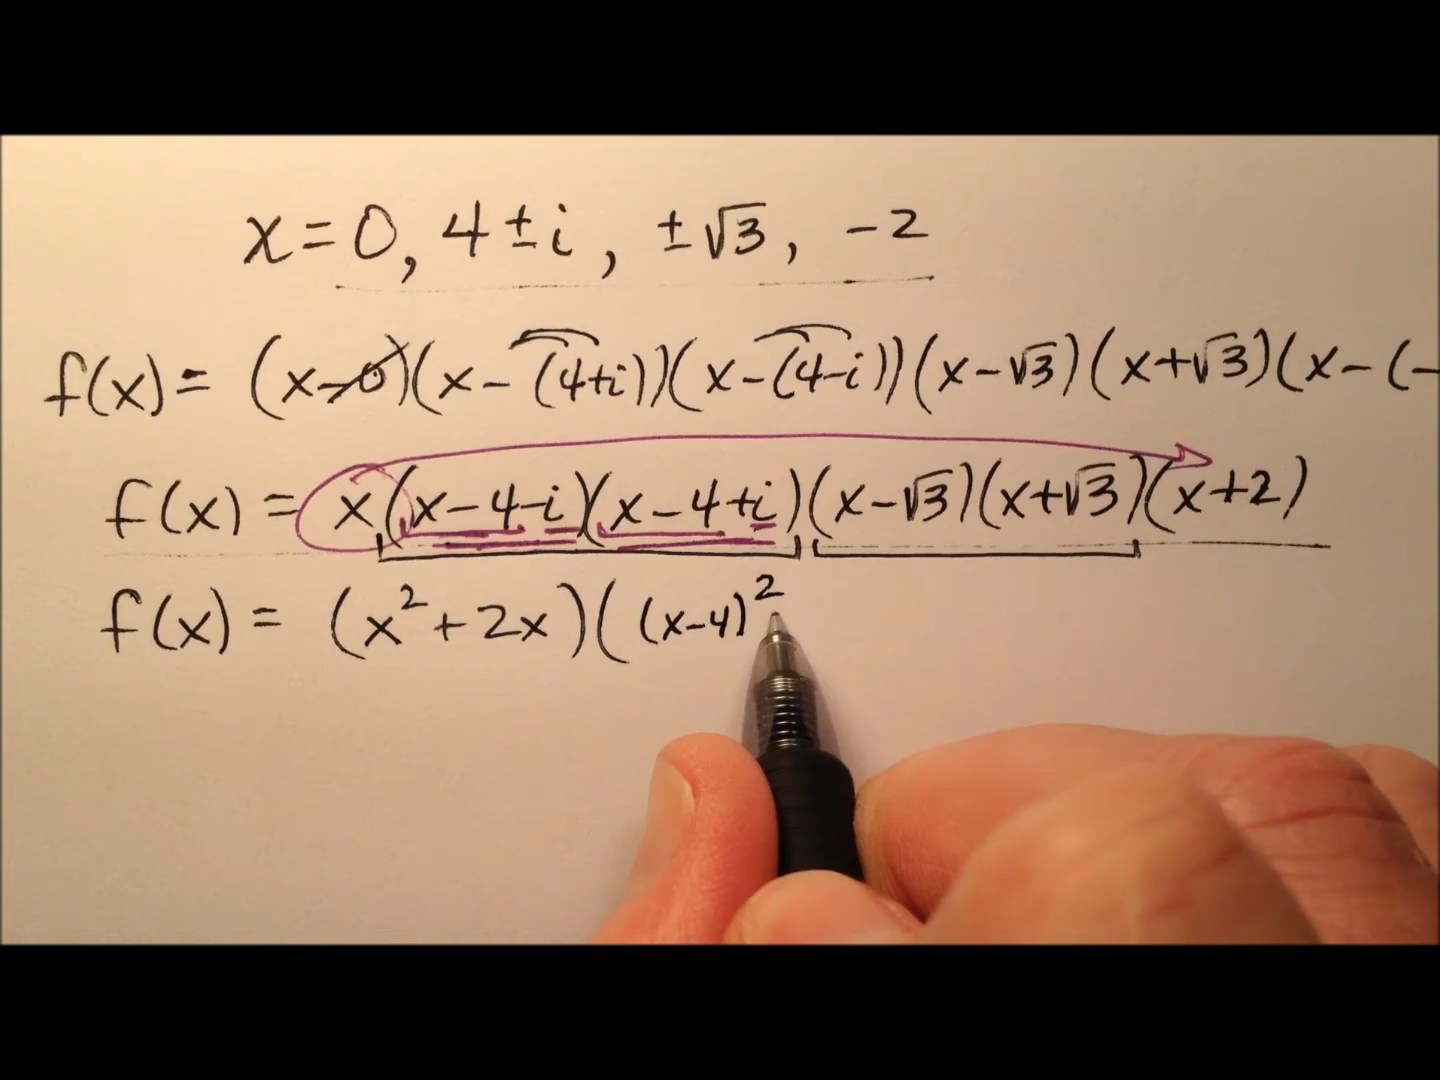 x = 0, 4 ± i, ±√3, -2
f(x) = (x-0)(x-(4+i))(x-(4-i))(x-√3)(x+√3)(x-(-
f(x) = x(x-4-i)(x-4+i)(x-√3)(x+√3)(x+2)
f(x) = (x²+2x)((x-4)²